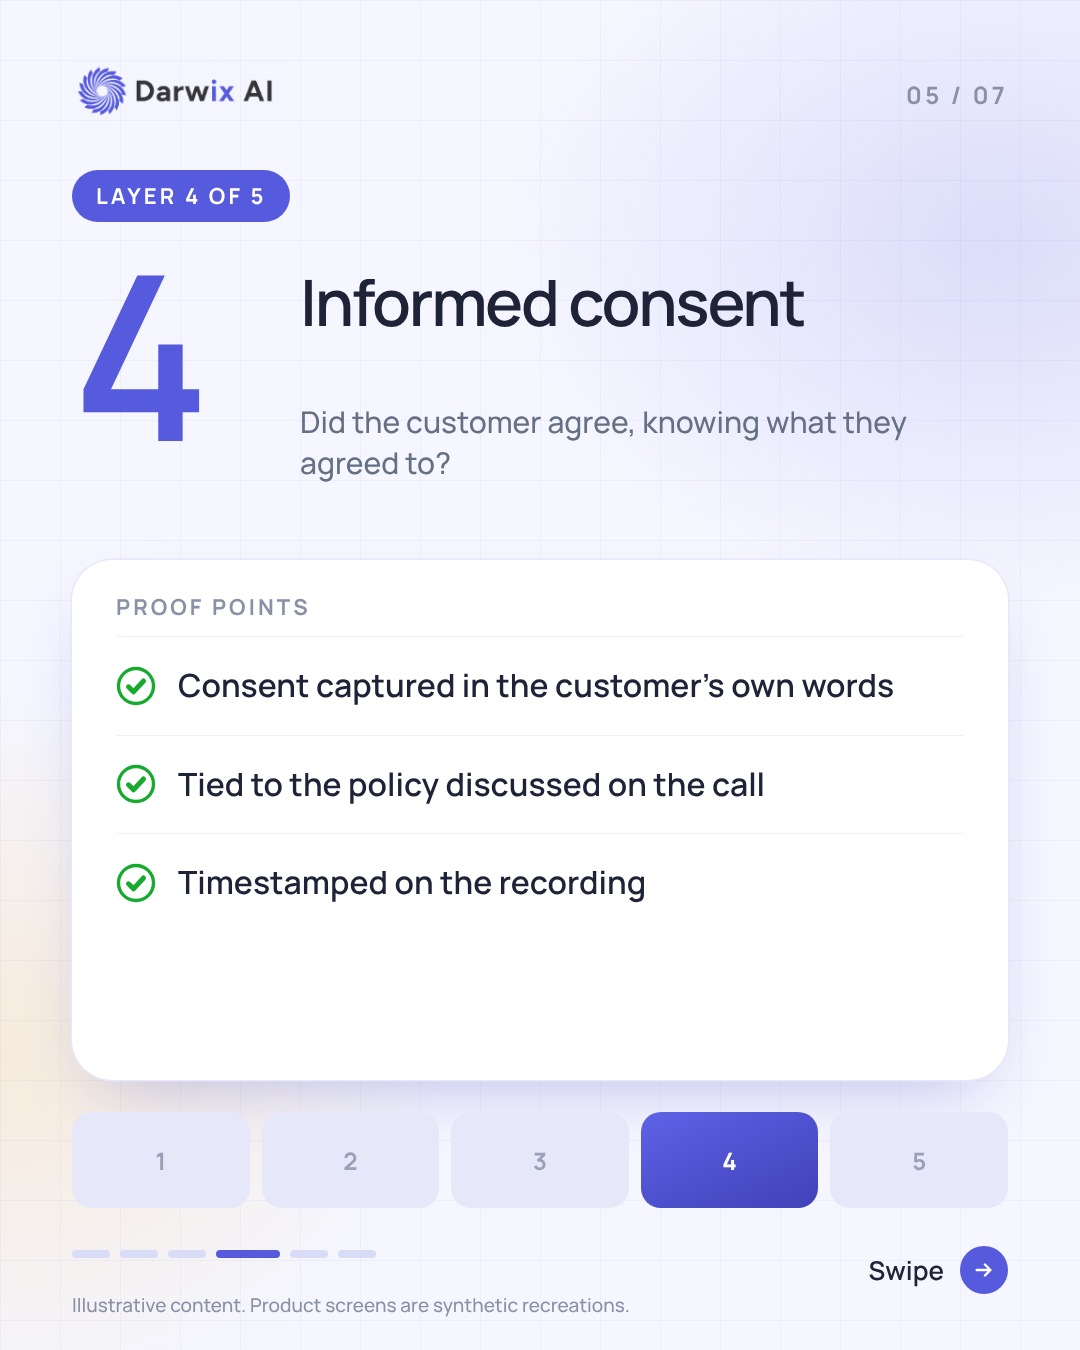 Darwix AI
05 / 07
LAYER 4 OF 5
4
Informed consent
Did the customer agree, knowing what they
agreed to?
PROOF POINTS
Consent captured in the customer’s own words
Tied to the policy discussed on the call
Timestamped on the recording
1 2 3 4 5
Swipe
Illustrative content. Product screens are synthetic recreations.